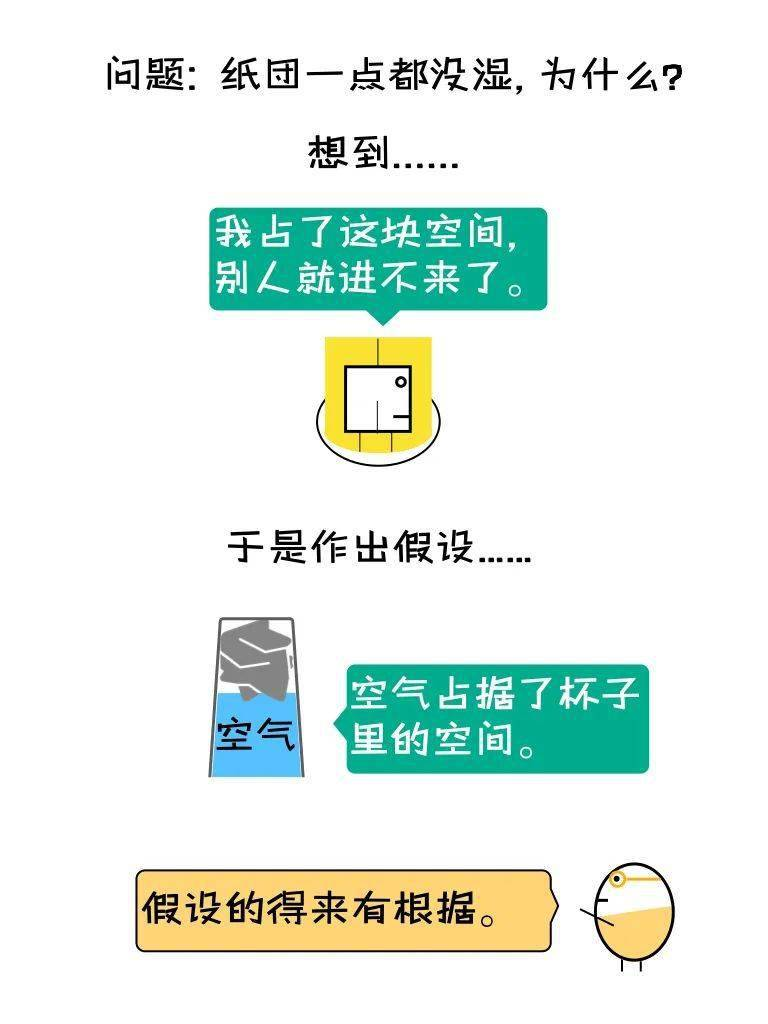 问题：纸团一点都没湿，为什么？
想到……
我占了这块空间，
别人就进不来了。
于是作出假设……
空气
空气占据了杯子
里的空间。
假设的得来有根据。